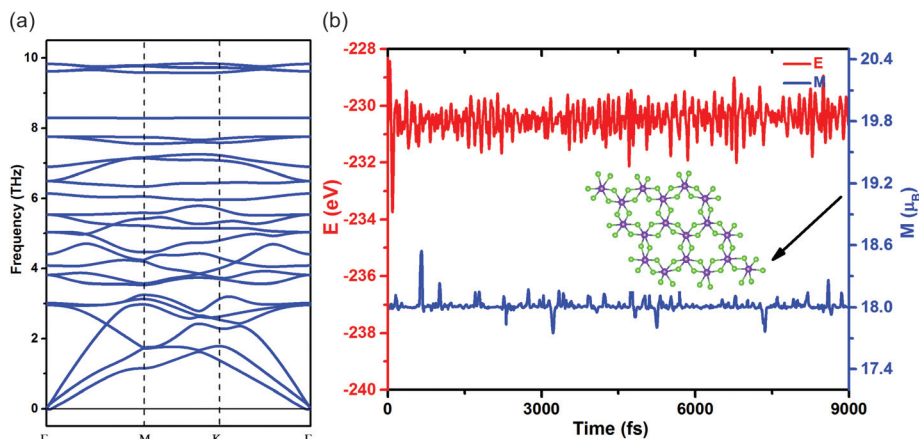 (a)
(b)
10
8
6
4
2
0
Frequency (THz)
Γ
M
K
Γ
-228
-230
-232
-234
-236
-238
-240
E (eV)
E
M
20.4
19.8
19.2
18.6
18.0
17.4
M (μB)
0
3000
6000
9000
Time (fs)